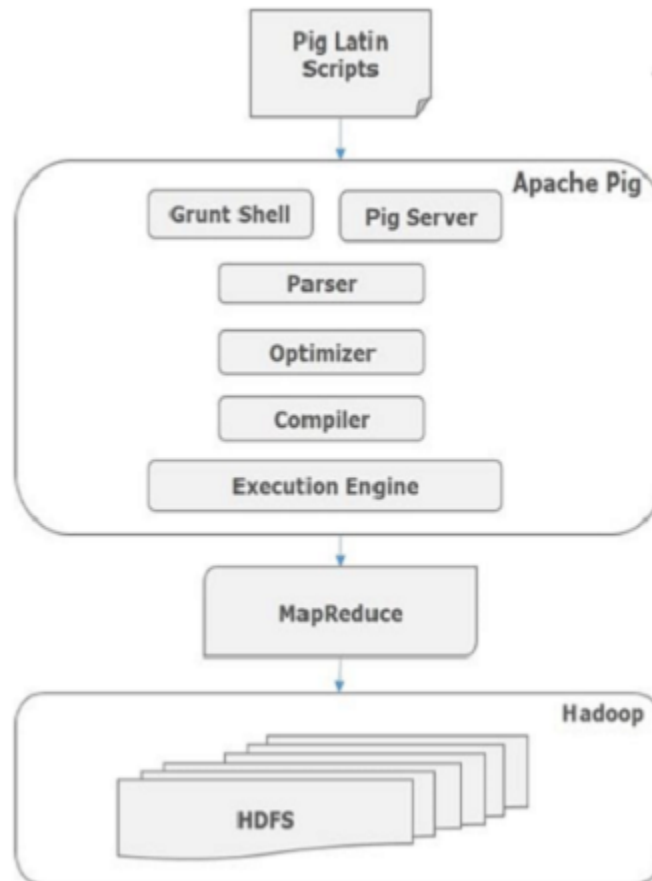 Pig Latin
Scripts
Apache Pig
Grunt Shell
Pig Server
Parser
Optimizer
Compiler
Execution Engine
MapReduce
Hadoop
HDFS